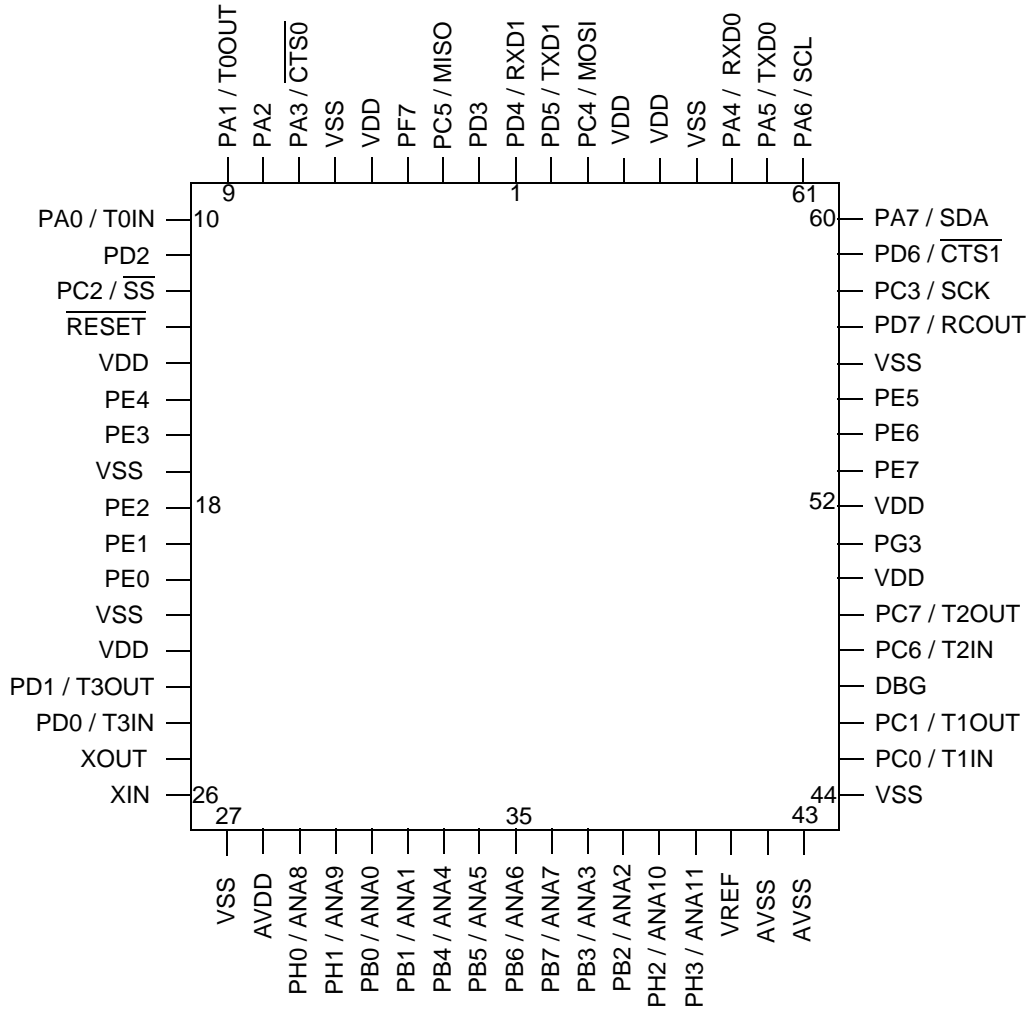 PA1 / T0OUT
PA2
PA3 / CTS0
VSS
VDD
PF7
PC5 / MISO
PD3
PD4 / RXD1
PD5 / TXD1
PC4 / MOSI
VDD
VDD
VSS
PA4 / RXD0
PA5 / TXD0
PA6 / SCL
9
1
61
PA0 / T0IN
10
PD2
PC2 / SS
RESET
VDD
PE4
PE3
VSS
PE2
18
PE1
PE0
VSS
VDD
PD1 / T3OUT
PD0 / T3IN
XOUT
XIN
26
60
PA7 / SDA
PD6 / CTS1
PC3 / SCK
PD7 / RCOUT
VSS
PE5
PE6
PE7
52
VDD
PG3
VDD
PC7 / T2OUT
PC6 / T2IN
DBG
PC1 / T1OUT
PC0 / T1IN
44
VSS
27
35
43
VSS
AVDD
PH0 / ANA8
PH1 / ANA9
PB0 / ANA0
PB1 / ANA1
PB4 / ANA4
PB5 / ANA5
PB6 / ANA6
PB7 / ANA7
PB3 / ANA3
PB2 / ANA2
PH2 / ANA10
PH3 / ANA11
VREF
AVSS
AVSS